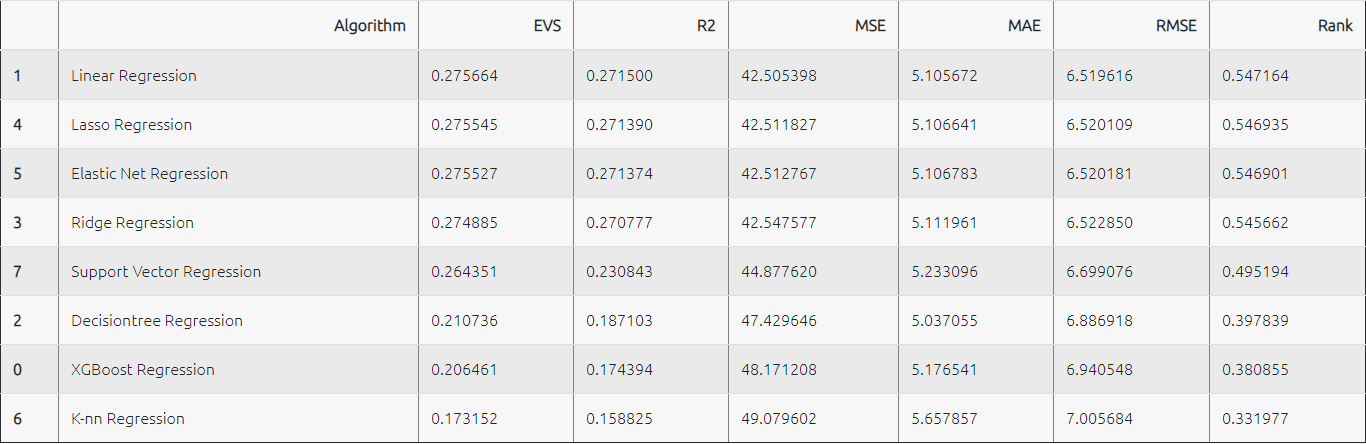 Algorithm EVS R2 MSE MAE RMSE Rank
1 Linear Regression 0.275664 0.271500 42.505398 5.105672 6.519616 0.547164
4 Lasso Regression 0.275545 0.271390 42.511827 5.106641 6.520109 0.546935
5 Elastic Net Regression 0.275527 0.271374 42.512767 5.106783 6.520181 0.546901
3 Ridge Regression 0.274885 0.270777 42.547577 5.111961 6.522850 0.545662
7 Support Vector Regression 0.264351 0.230843 44.877620 5.233096 6.699076 0.495194
2 Decisiontree Regression 0.210736 0.187103 47.429646 5.037055 6.886918 0.397839
0 XGBoost Regression 0.206461 0.174394 48.171208 5.176541 6.940548 0.380855
6 K-nn Regression 0.173152 0.158825 49.079602 5.657857 7.005684 0.331977